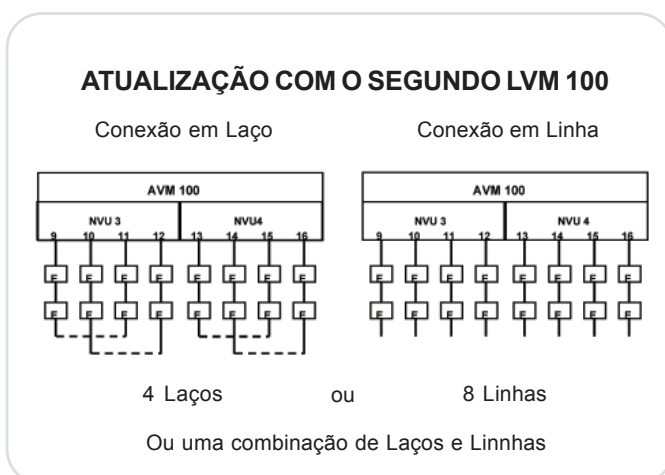 ATUALIZAÇÃO COM O SEGUNDO LVM 100
Conexão em Laço
Conexão em Linha
AVM 100
NVU 3
NVU4
9 10 11 12 13 14 15 16
E E E E E E E E
E E E E E E E E
AVM 100
NVU 3
NVU 4
9 10 11 12 13 14 15 16
E E E E E E E E
E E E E E E E E
4 Laços ou 8 Linhas
Ou uma combinação de Laços e Linnhas